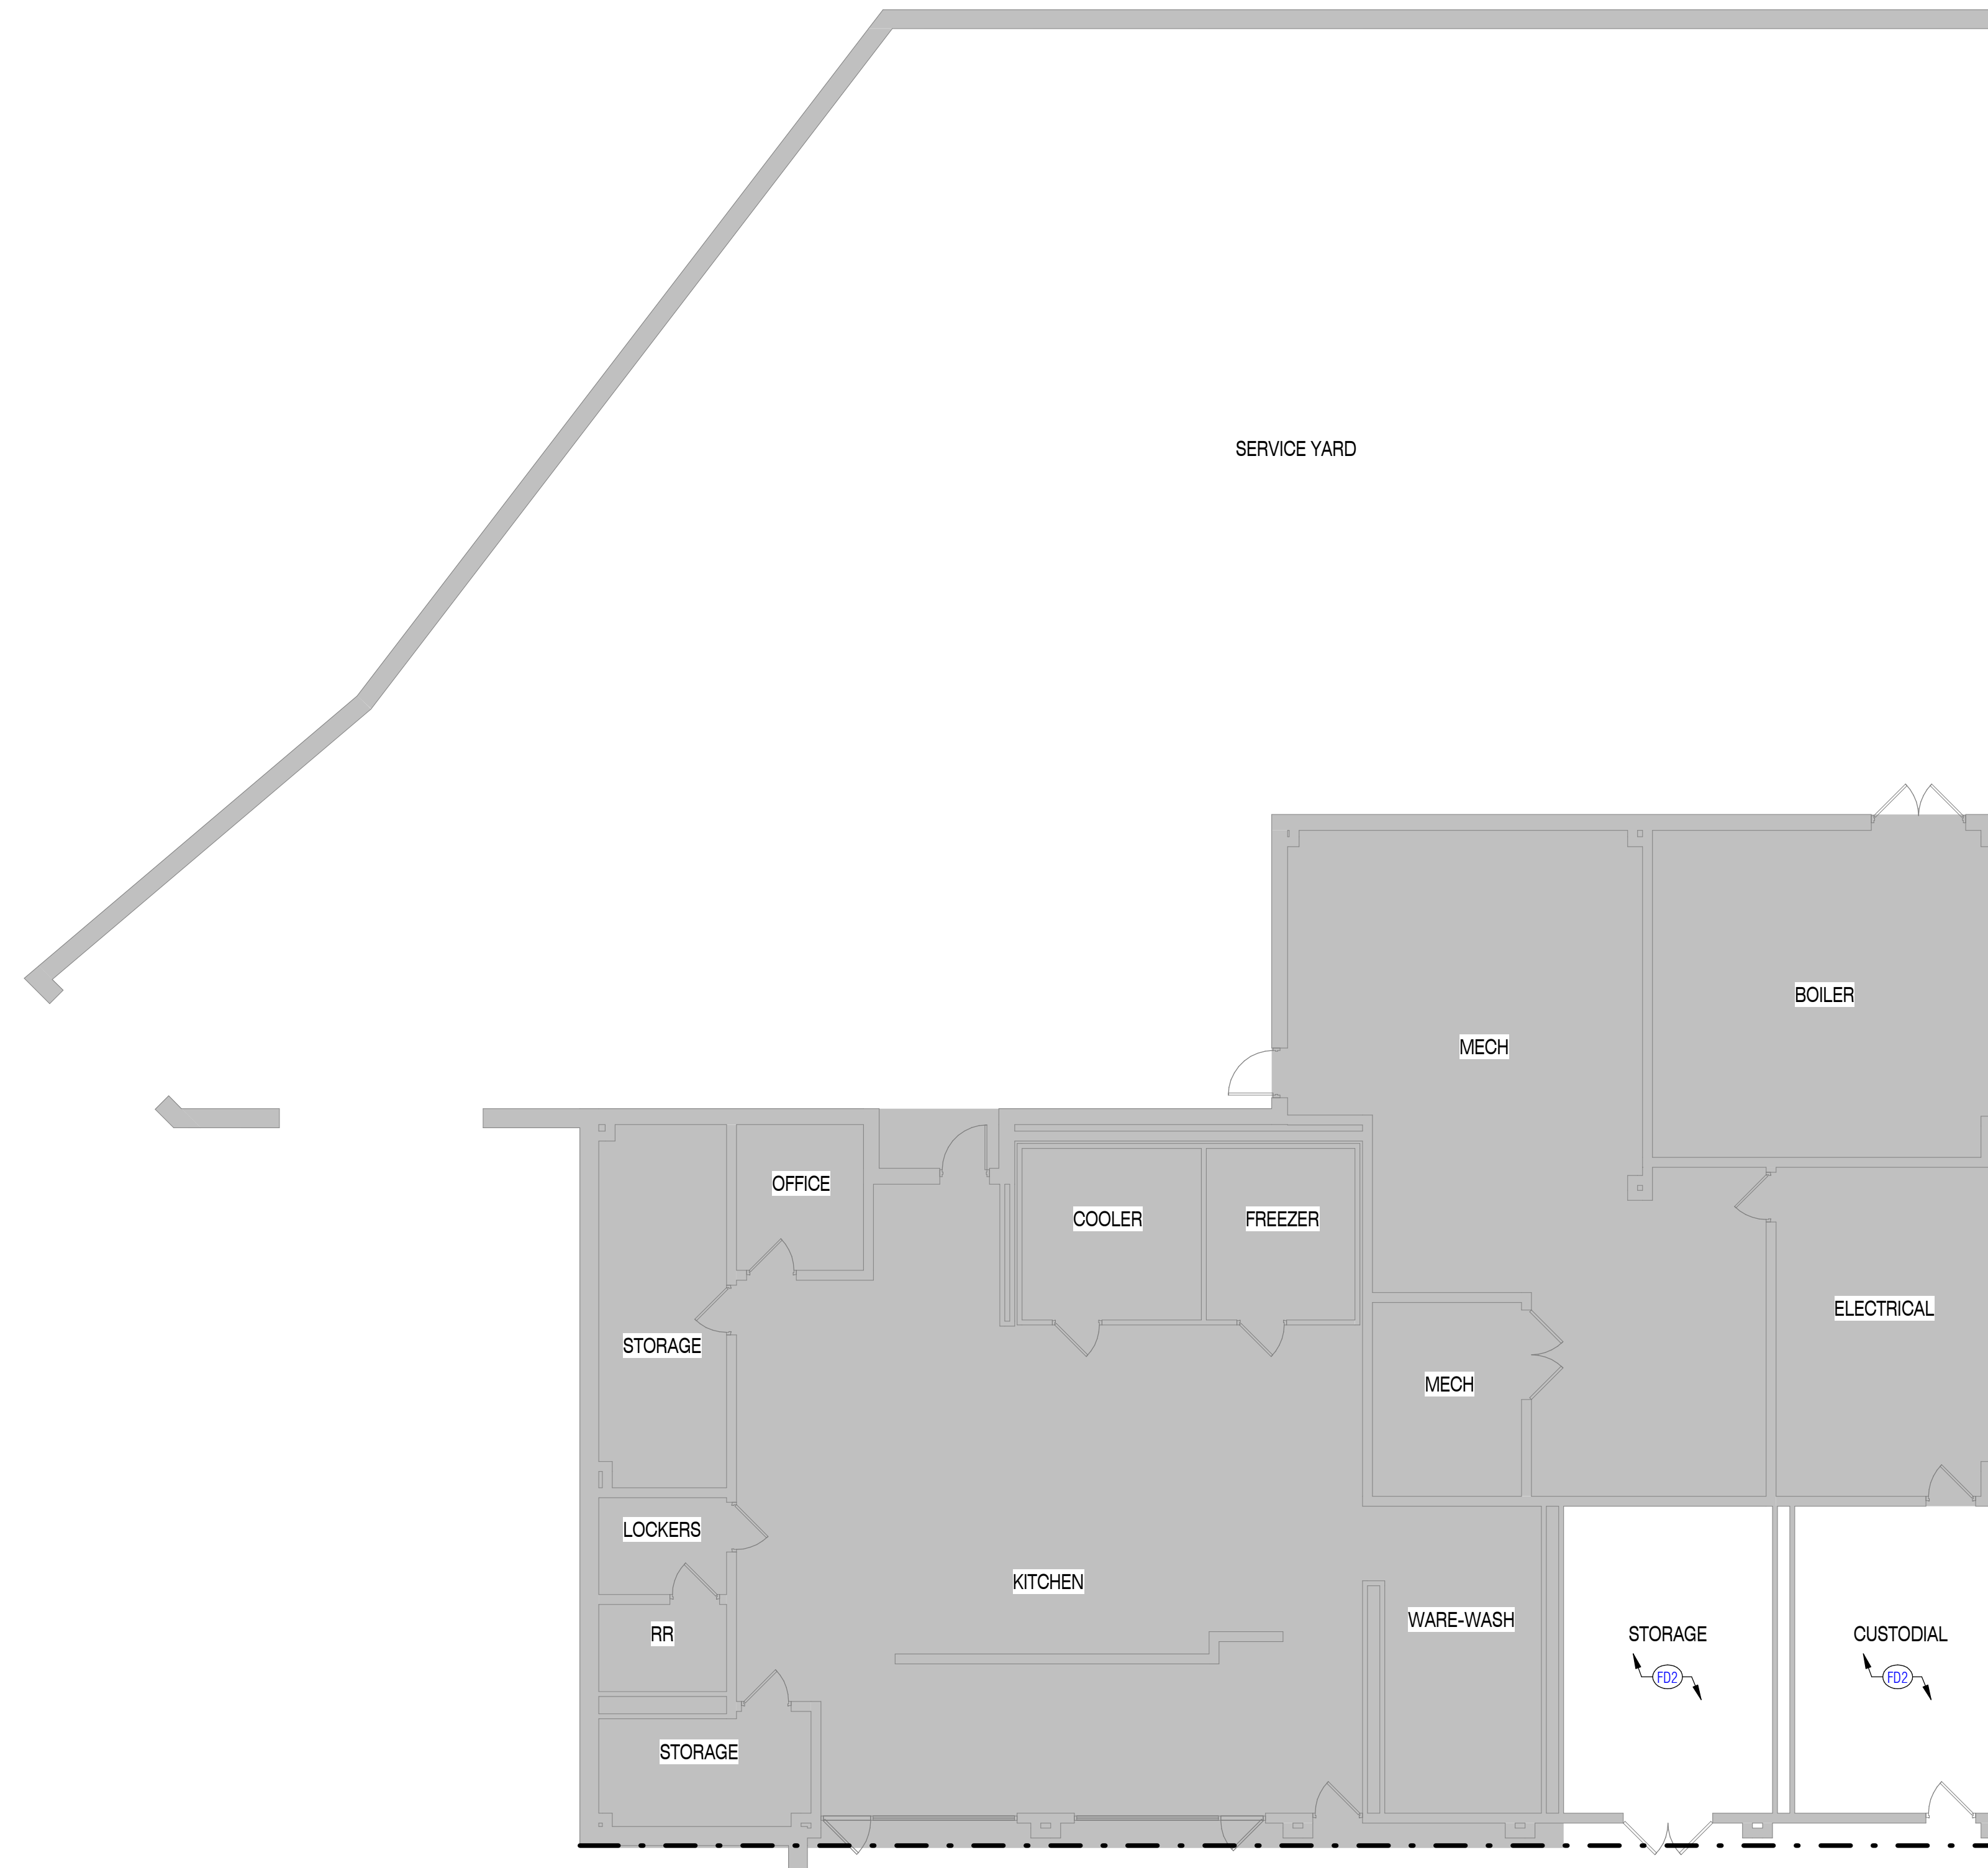 SERVICE YARD
BOILER
MECH
OFFICE
COOLER
FREEZER
ELECTRICAL
STORAGE
MECH
LOCKERS
KITCHEN
WARE-WASH
RR
STORAGE
CUSTODIAL
FD2
FD2
STORAGE